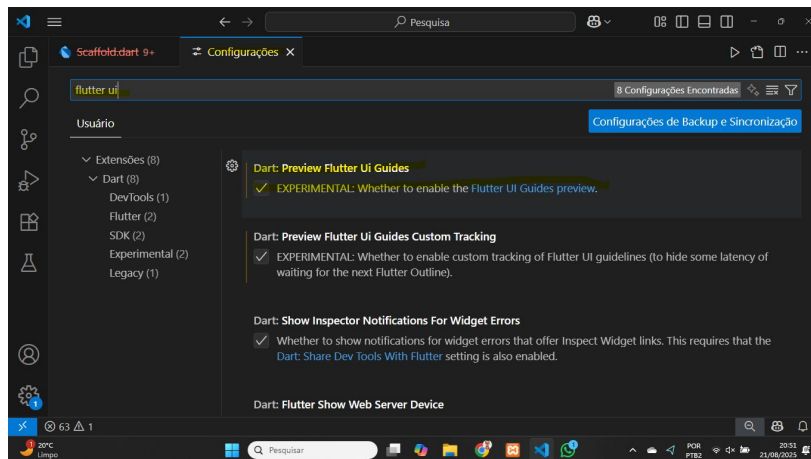 Pesquisa
Scaffold.dart 9+
Configurações
flutter ui
8 Configurações Encontradas
Usuário
Configurações de Backup e Sincronização
Extensões (8)
Dart (8)
DevTools (1)
Flutter (2)
SDK (2)
Experimental (2)
Legacy (1)
Dart: Preview Flutter Ui Guides
EXPERIMENTAL: Whether to enable the Flutter UI Guides preview.
Dart: Preview Flutter Ui Guides Custom Tracking
EXPERIMENTAL: Whether to enable custom tracking of Flutter UI guidelines (to hide some latency of
waiting for the next Flutter Outline).
Dart: Show Inspector Notifications For Widget Errors
Whether to show notifications for widget errors that offer Inspect Widget links. This requires that the
Dart: Share Dev Tools With Flutter setting is also enabled.
Dart: Flutter Show Web Server Device
1
63 1
1
20°C
Limpo
Pesquisar
POR
PTB2
20:51
21/08/2025